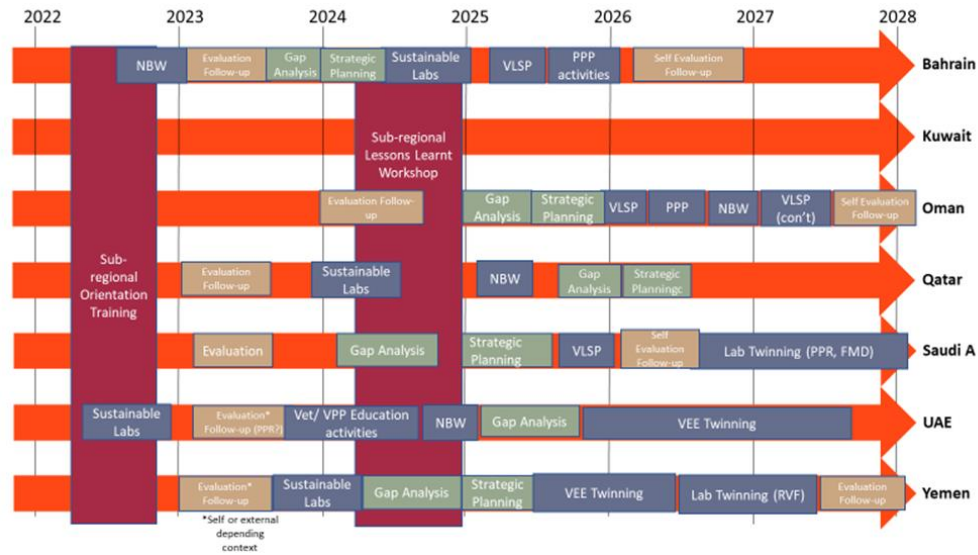 2022 2023 2024 2025 2026 2027 2028
NBW
Evaluation
Follow-up
Gap
Analysis
Strategic
Planning
Sustainable
Labs
VLSP
PPP
activities
Self Evaluation
Follow-up
Bahrain
Sub-regional
Lessons Learnt
Workshop
Kuwait
Evaluation Follow-
up
Gap
Analysis
Strategic
Planning
VLSP
PPP
NBW
VLSP
(con't)
Self Evaluation
Follow-up
Oman
Sub-
regional
Orientation
Training
Evaluation
Follow-up
Sustainable
Labs
NBW
Gap
Analysis
Strategic
Planningc
Qatar
Evaluation
Gap Analysis
Strategic
Planning
VLSP
Self
Evaluation
Follow-up
Lab Twinning (PPR, FMD)
Saudi A
Sustainable
Labs
Evaluation*
Follow-up (PPR?)
Vet/ VPP Education
activities
NBW
Gap Analysis
VEE Twinning
UAE
Evaluation*
Follow-up
Sustainable
Labs
Gap Analysis
Strategic
Planning
VEE Twinning
Lab Twinning (RVF)
Evaluation
Follow-up
Yemen
*Self or external
depending
context